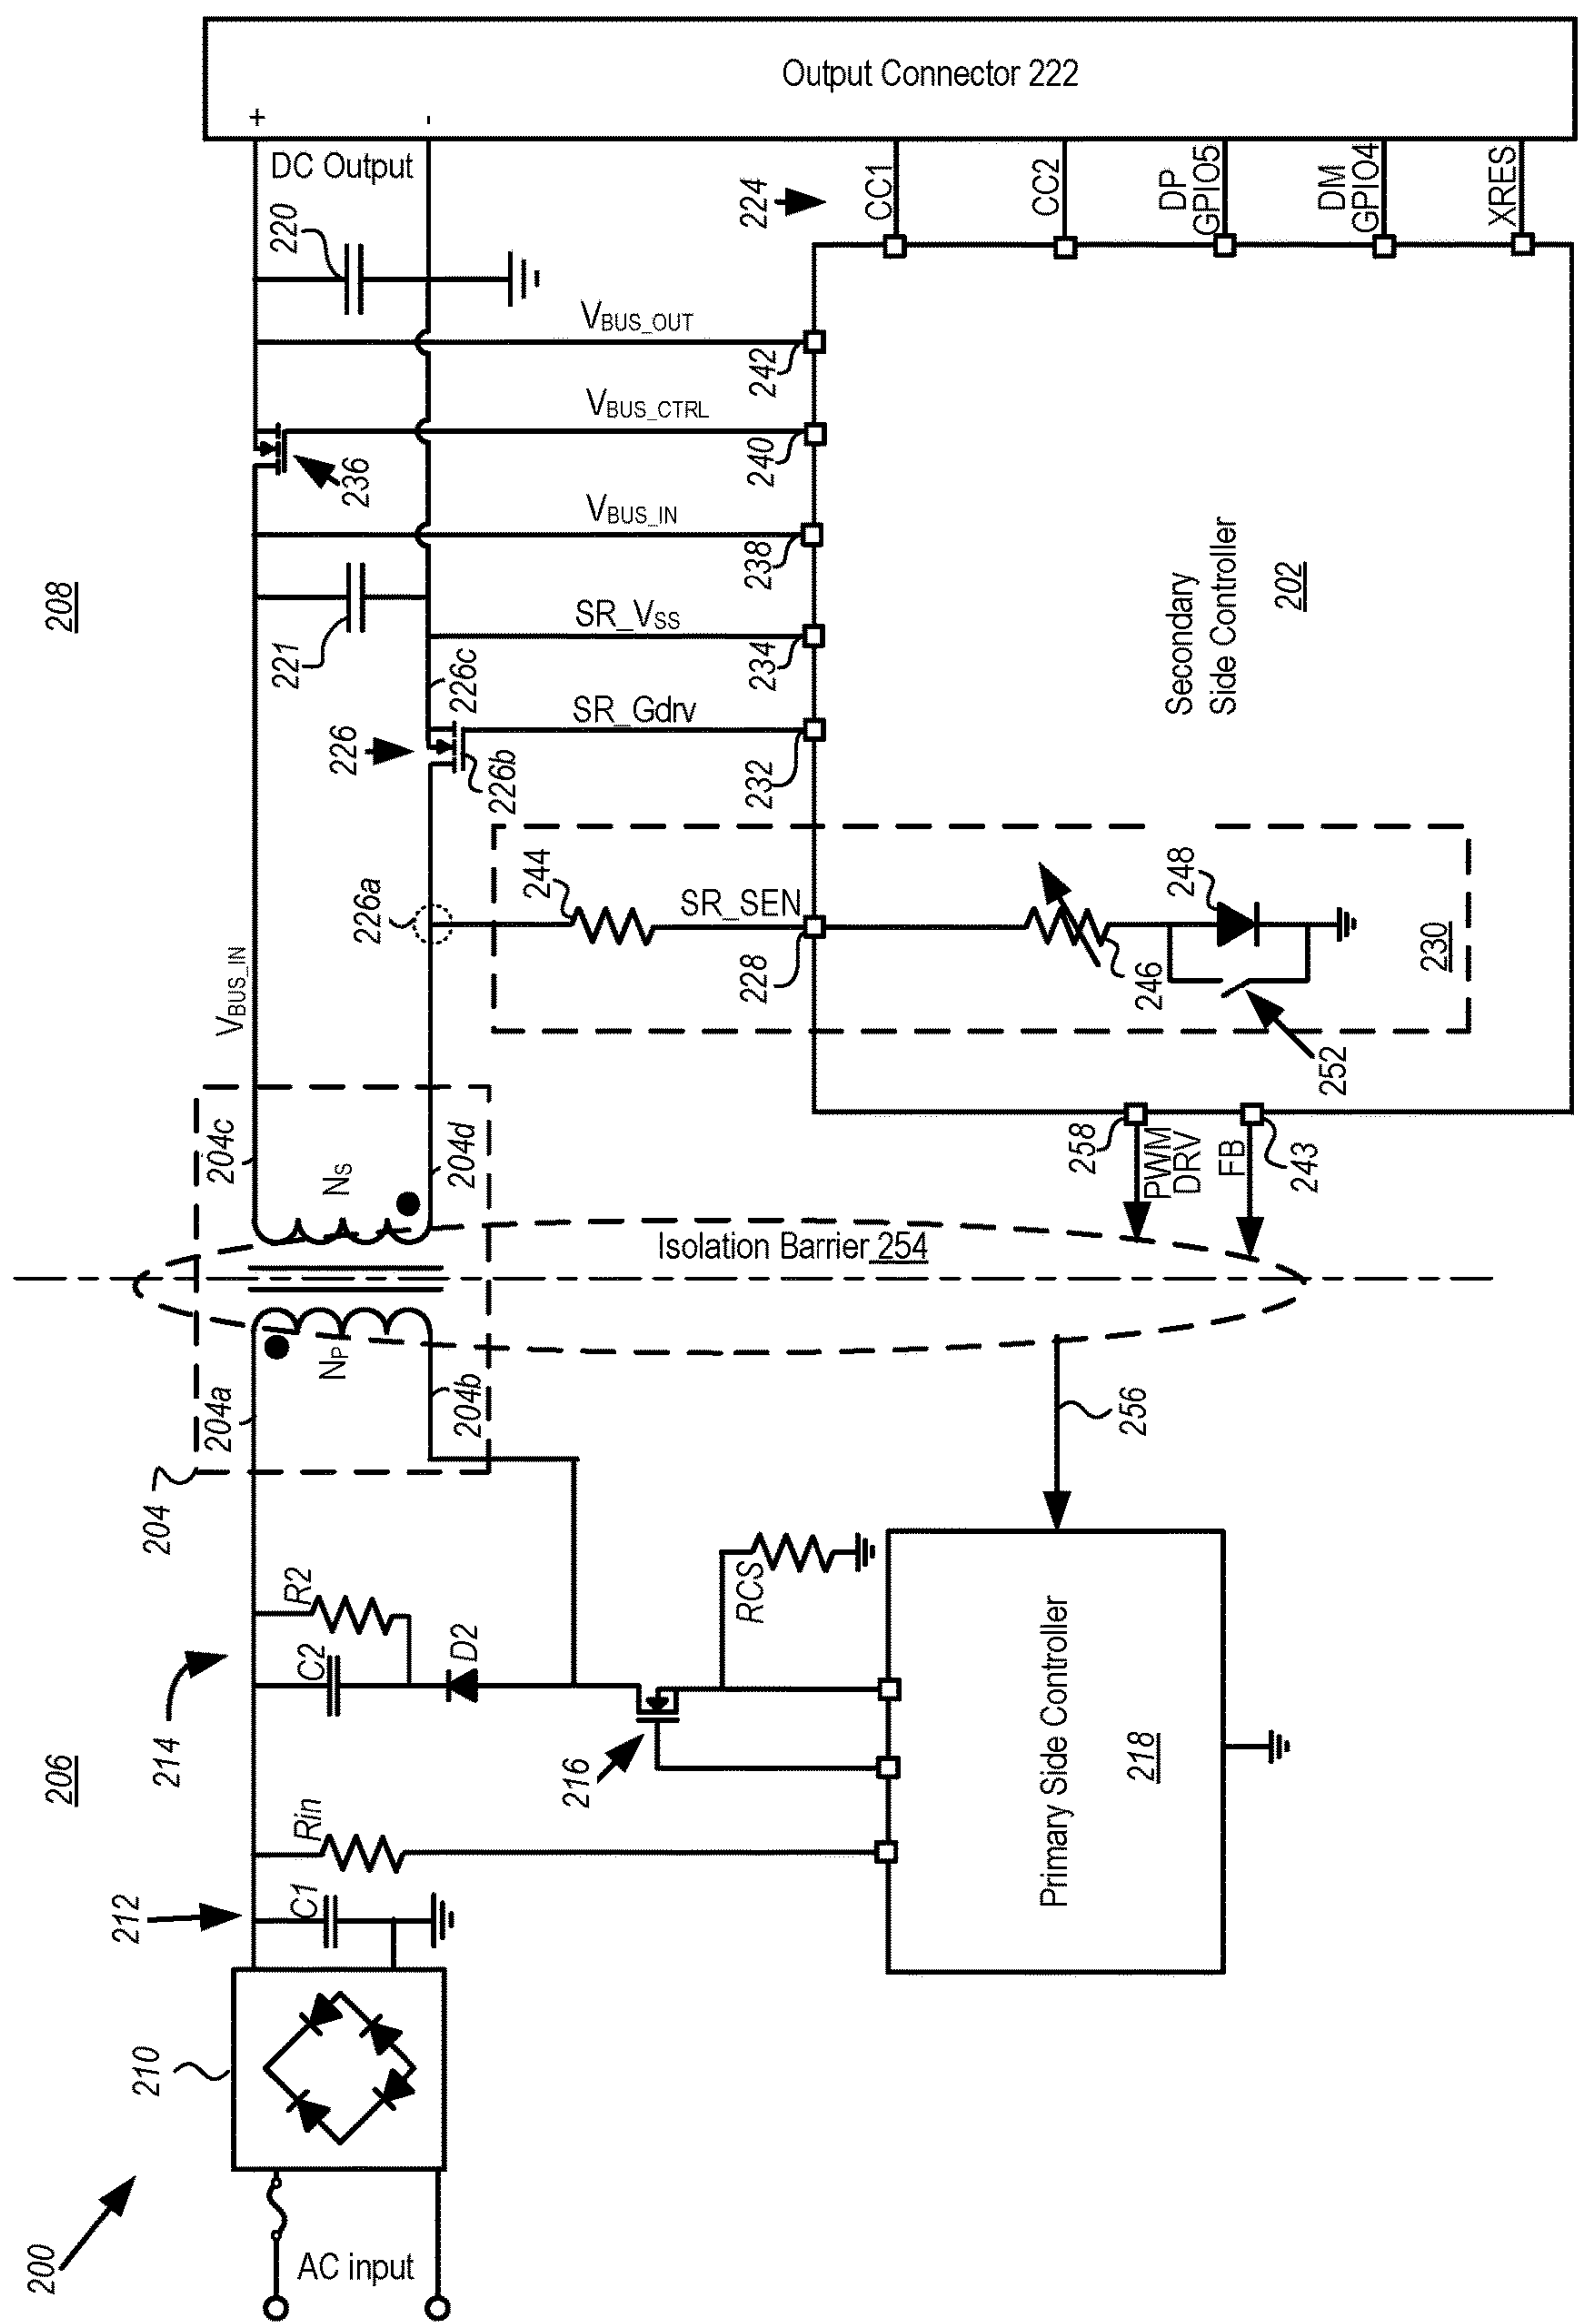 Output Connector 222
+
-
DC Output
220
224
CC1
CC2
DP
GPIO5
DM
GPIO4
XRES
208
VBUS_OUT
242
VBUS_CTRL
240
236
VBUS_IN
238
221
SR_VSS
234
226c
226
SR_Gdrv
226b
232
Secondary
Side Controller
202
226a
244
SR_SEN
228
246
248
230
252
VBUS_IN
204c
NS
204d
258
PWM
DRV
FB
243
Isolation Barrier 254
204a
NP
204b
204
256
R2
C2
D2
214
RCS
216
206
Rin
C1
212
Primary Side Controller
218
210
200
AC input